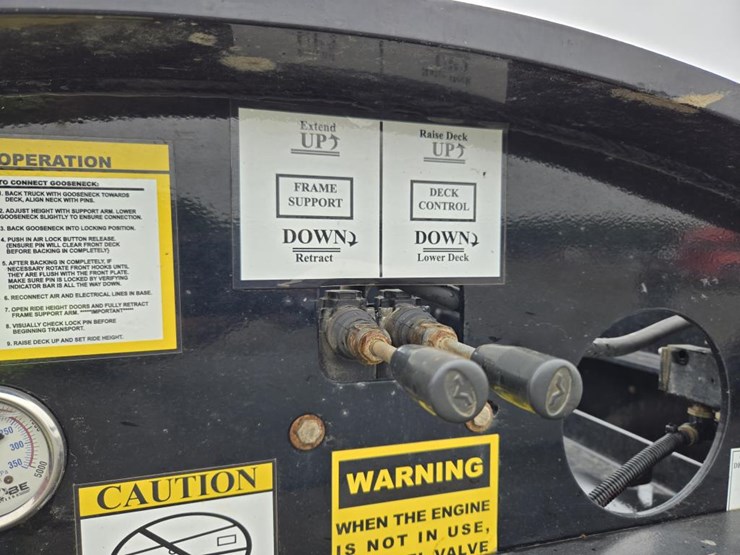 OPERATION
TO CONNECT GOOSENECK:
1. BACK TRUCK WITH GOOSENECK TOWARDS
DECK, ALIGN NECK WITH PINS.
2. ADJUST HEIGHT WITH SUPPORT ARM. LOWER
GOOSENECK SLIGHTLY TO ENSURE CONNECTION.
3. BACK GOOSENECK INTO LOCKING POSITION.
4. PUSH IN AIR LOCK BUTTON RELEASE.
(ENSURE PIN WILL CLEAR FRONT DECK
BEFORE BACKING IN COMPLETELY)
5. AFTER BACKING IN COMPLETELY, IF
NECESSARY ROTATE FRONT HOOKS UNTIL
THEY ARE FLUSH WITH THE FRONT PLATE.
MAKE SURE PIN IS LOCKED BY VERIFYING
INDICATOR BAR IS ALL THE WAY DOWN.
6. RECONNECT AIR AND ELECTRICAL LINES IN BASE.
7. OPEN RIDE HEIGHT DOORS AND FULLY RETRACT
FRAME SUPPORT ARM. *****IMPORTANT*****
8. VISUALLY CHECK LOCK PIN BEFORE
BEGINNING TRANSPORT.
9. RAISE DECK UP AND SET RIDE HEIGHT.
Extend
UP
FRAME
SUPPORT
DOWN
Retract
Raise Deck
UP
DECK
CONTROL
DOWN
Lower Deck
250
300
350
5000
CAUTION
WARNING
WHEN THE ENGINE
IS NOT IN USE,
VALVE